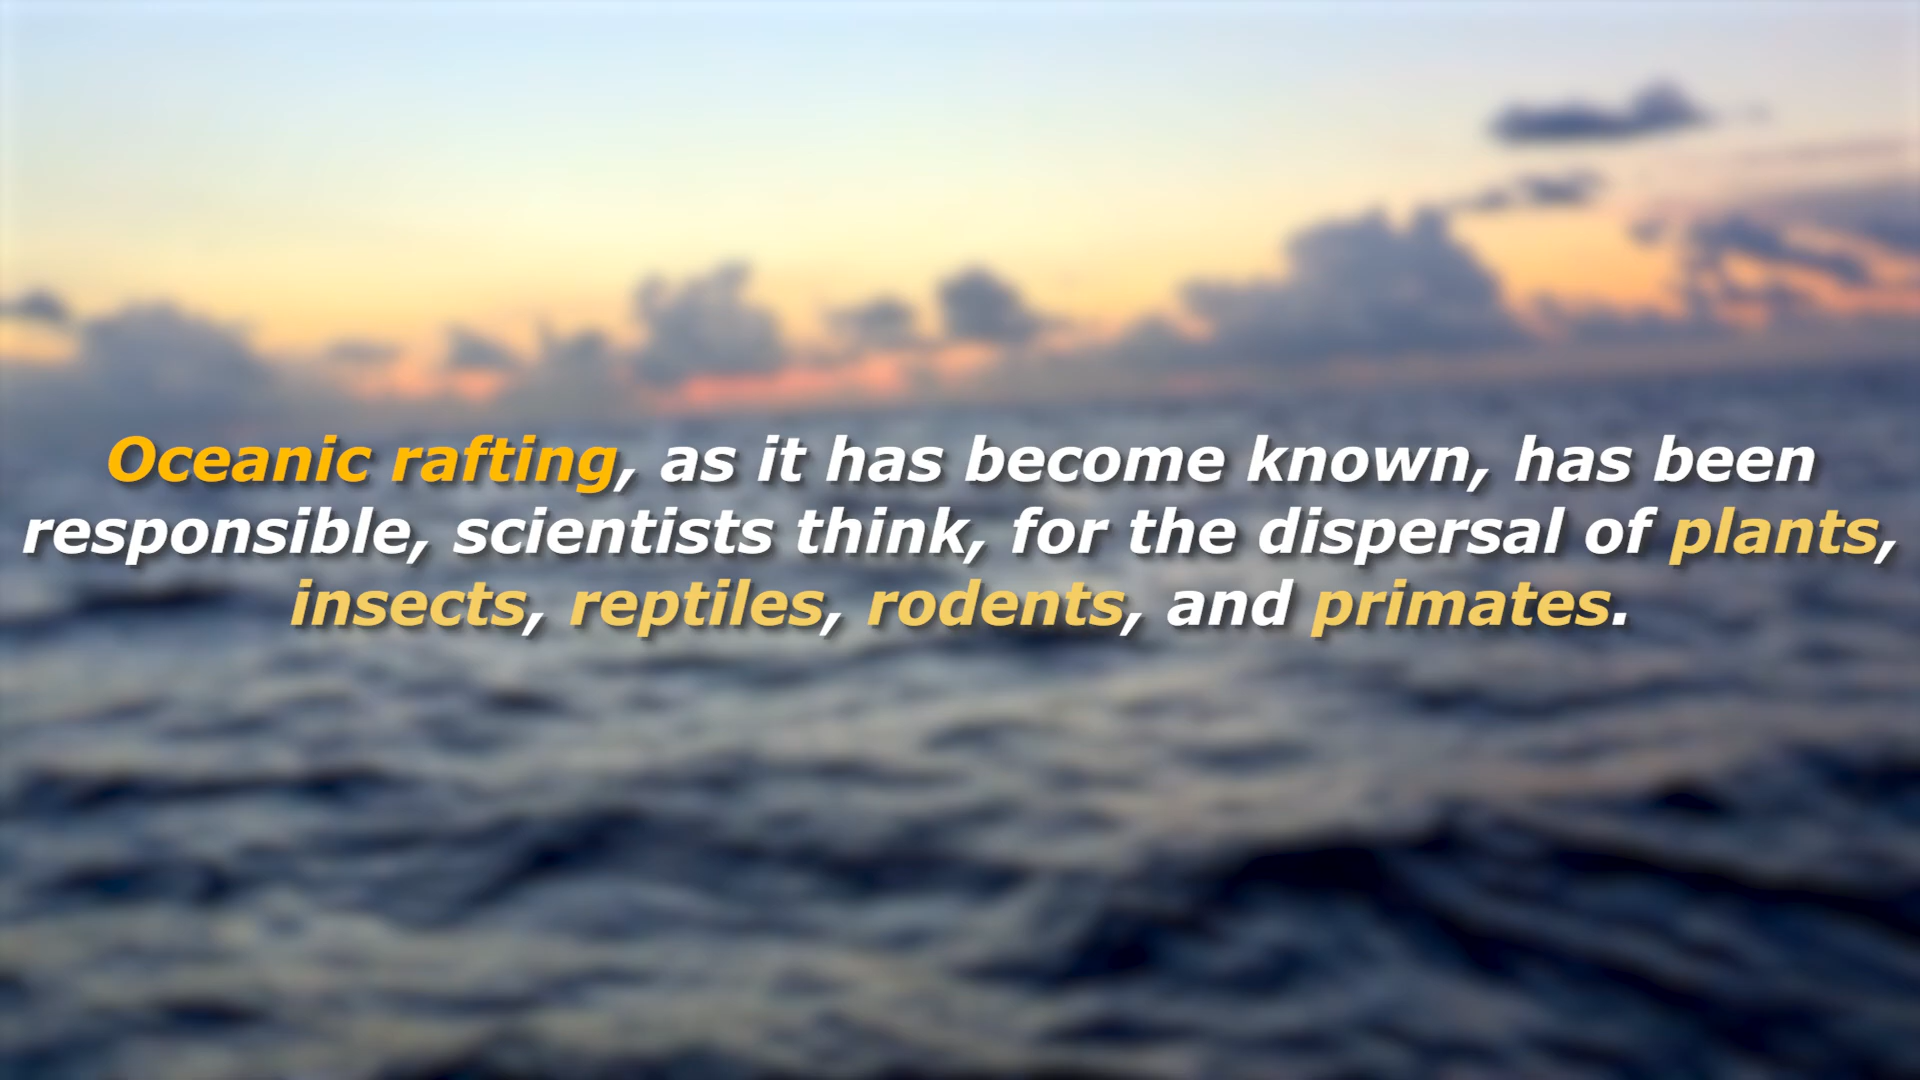 Oceanic rafting, as it has become known, has been
responsible, scientists think, for the dispersal of plants,
insects, reptiles, rodents, and primates.